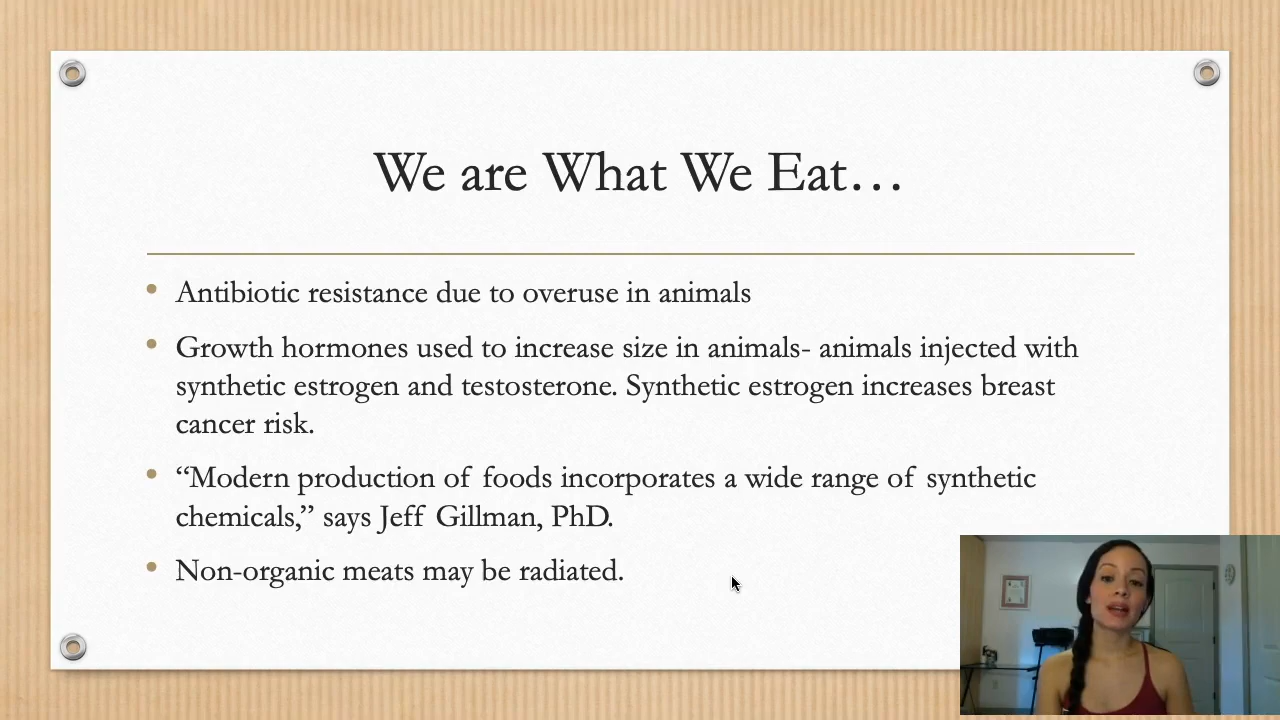 We are What We Eat…
Antibiotic resistance due to overuse in animals
Growth hormones used to increase size in animals- animals injected with
synthetic estrogen and testosterone. Synthetic estrogen increases breast
cancer risk.
“Modern production of foods incorporates a wide range of synthetic
chemicals,” says Jeff Gillman, PhD.
Non-organic meats may be radiated.